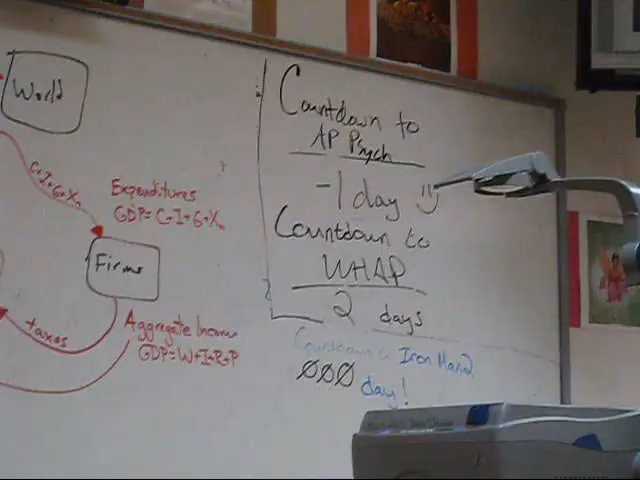 World
C+I+G+Xn
Expenditures
GDP= C+I+G+Xn
Firms
taxes
Aggregate Income
GDP=W+I+R+P
Countdown to
AP Psych
-1 day :)
Countdown to
WHAP
2 days
Countdown to Iron Man 2
000 day!